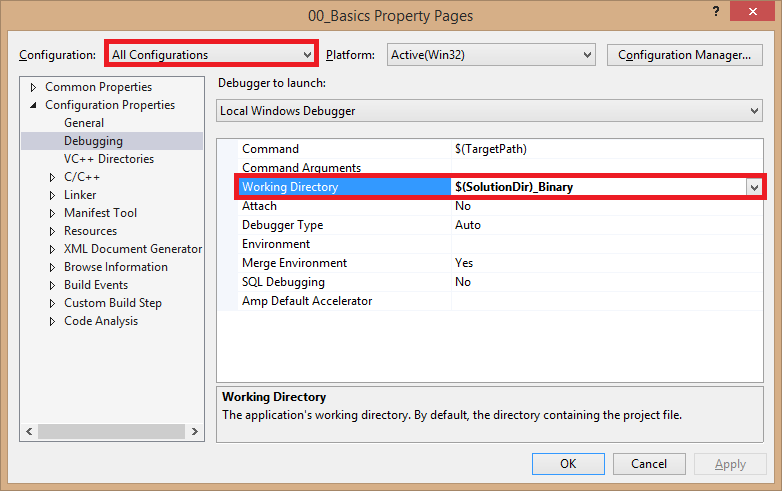 00_Basics Property Pages
?
Configuration: All Configurations Platform: Active(Win32) Configuration Manager...
Common Properties
Configuration Properties
General
Debugging
VC++ Directories
C/C++
Linker
Manifest Tool
Resources
XML Document Generator
Browse Information
Build Events
Custom Build Step
Code Analysis
Debugger to launch:
Local Windows Debugger
Command $(TargetPath)
Command Arguments
Working Directory $(SolutionDir)_Binary
Attach No
Debugger Type Auto
Environment
Merge Environment Yes
SQL Debugging No
Amp Default Accelerator
Working Directory
The application's working directory. By default, the directory containing the project file.
OK Cancel Apply